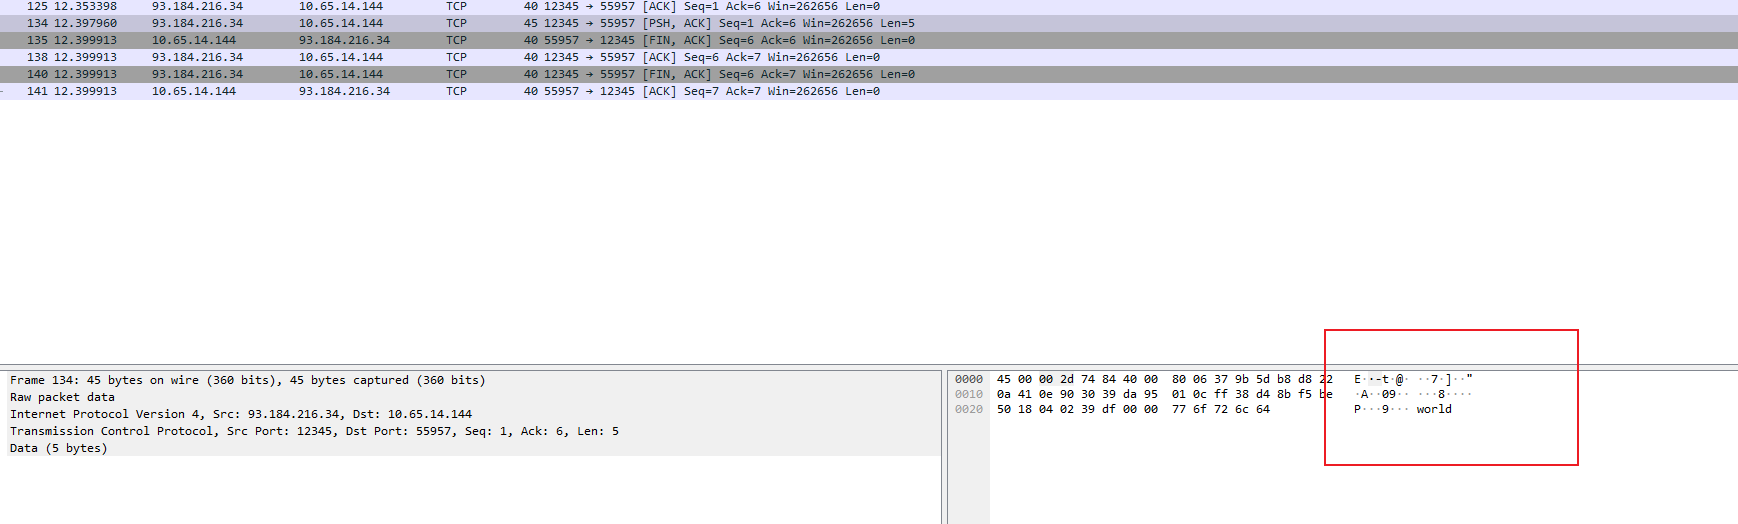 125 12.353398 93.184.216.34 10.65.14.144 TCP 40 12345 → 55957 [ACK] Seq=1 Ack=6 Win=262656 Len=0
134 12.397960 93.184.216.34 10.65.14.144 TCP 45 12345 → 55957 [PSH, ACK] Seq=1 Ack=6 Win=262656 Len=5
135 12.399913 10.65.14.144 93.184.216.34 TCP 40 55957 → 12345 [FIN, ACK] Seq=6 Ack=6 Win=262656 Len=0
138 12.399913 93.184.216.34 10.65.14.144 TCP 40 12345 → 55957 [ACK] Seq=6 Ack=7 Win=262656 Len=0
140 12.399913 93.184.216.34 10.65.14.144 TCP 40 12345 → 55957 [FIN, ACK] Seq=6 Ack=7 Win=262656 Len=0
141 12.399913 10.65.14.144 93.184.216.34 TCP 40 55957 → 12345 [ACK] Seq=7 Ack=7 Win=262656 Len=0
Frame 134: 45 bytes on wire (360 bits), 45 bytes captured (360 bits)
Raw packet data
Internet Protocol Version 4, Src: 93.184.216.34, Dst: 10.65.14.144
Transmission Control Protocol, Src Port: 12345, Dst Port: 55957, Seq: 1, Ack: 6, Len: 5
Data (5 bytes)
0000 45 00 00 2d 74 84 40 00 80 06 37 9b 5d b8 d8 22 E··-t·@· ··7·]··"
0010 0a 41 0e 90 30 39 da 95 01 0c ff 38 d4 8b f5 be ·A··09·· ···8····
0020 50 18 04 02 39 df 00 00 77 6f 72 6c 64 P···9··· world